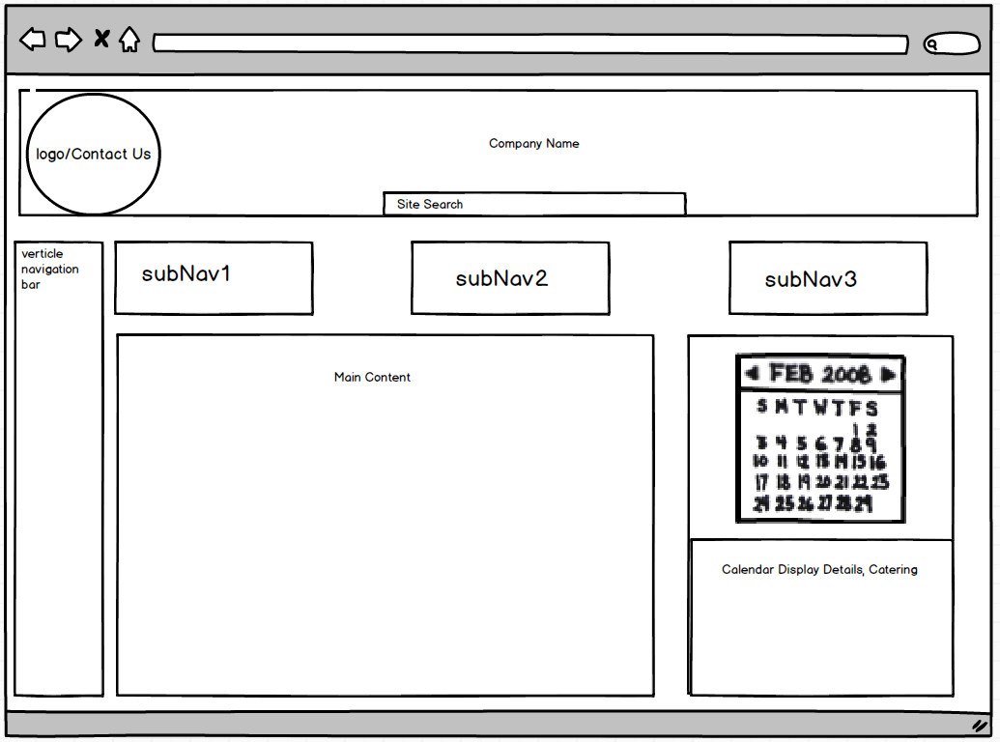 logo/Contact Us
Company Name
Site Search
verticle
navigation
bar
subNav1
subNav2
subNav3
Main Content
FEB 2008
S M T W T F S
1 2
3 4 5 6 7 8 9
10 11 12 13 14 15 16
17 18 19 20 21 22 23
24 25 26 27 28 29
Calendar Display Details, Catering